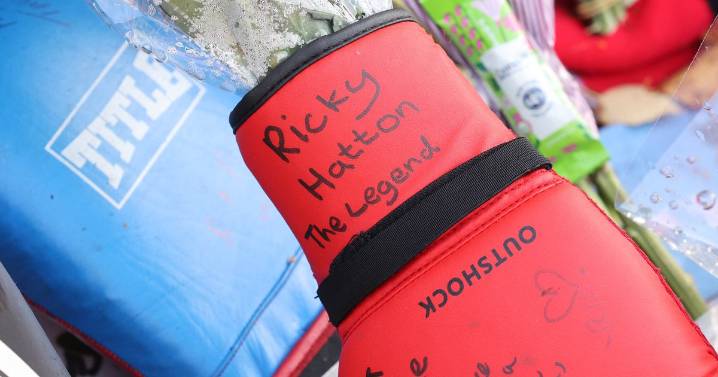 TITLE
Ricky
Hatton
The Legend
OUTSHOCK